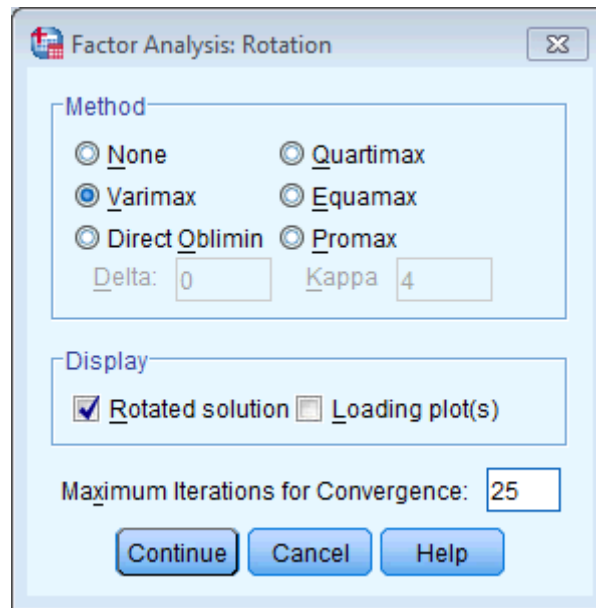 Factor Analysis: Rotation
Method
None Quartimax
Varimax Equamax
Direct Oblimin Promax
Delta: 0 Kappa 4
Display
Rotated solution Loading plot(s)
Maximum Iterations for Convergence: 25
Continue Cancel Help